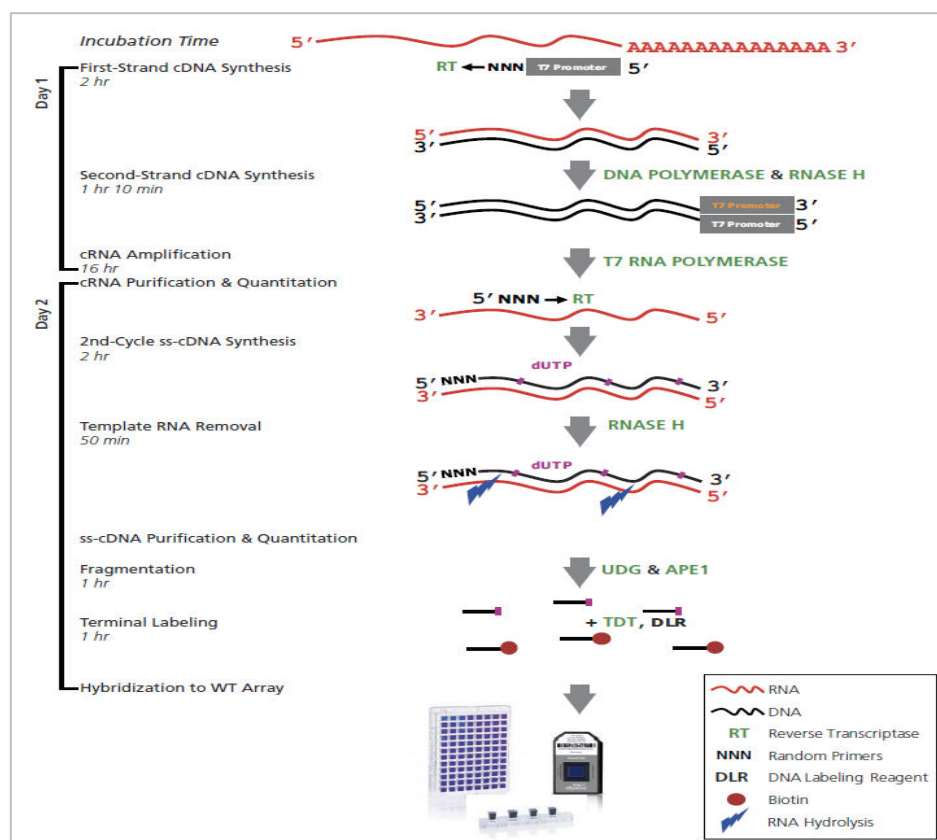 Incubation Time
5′ AAAAAAAAAAAAAAA 3′
Day 1
First-Strand cDNA Synthesis
2 hr
RT NNN T7 Promoter 5′
5′ 3′
3′ 5′
Second-Strand cDNA Synthesis
1 hr 10 min
DNA POLYMERASE & RNASE H
5′ T7 Promoter 3′
3′ T7 Promoter 5′
cRNA Amplification
16 hr
T7 RNA POLYMERASE
Day 2
cRNA Purification & Quantitation
5′ NNN RT
3′ 5′
2nd-Cycle ss-cDNA Synthesis
2 hr
dUTP
5′ NNN 3′
3′ 5′
Template RNA Removal
50 min
RNASE H
dUTP
5′ NNN 3′
3′ 5′
ss-cDNA Purification & Quantitation
Fragmentation
1 hr
UDG & APE1
Terminal Labeling
1 hr
+ TDT, DLR
Hybridization to WT Array
RNA
DNA
RT Reverse Transcriptase
NNN Random Primers
DLR DNA Labeling Reagent
Biotin
RNA Hydrolysis